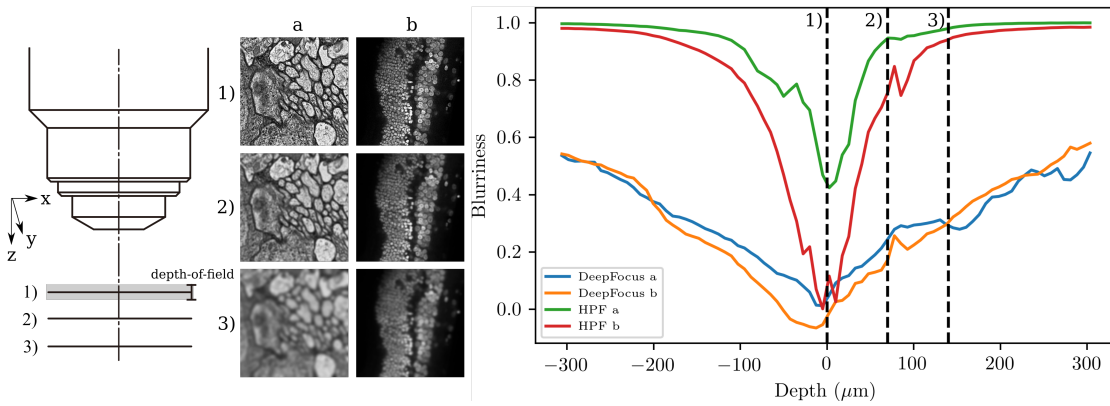 a
b
1)
2)
3)
x
y
z
depth-of-field
1)
2)
3)
1)
2)
3)
Blurriness
1.0
0.8
0.6
0.4
0.2
0.0
DeepFocus a
DeepFocus b
HPF a
HPF b
−300
−200
−100
0
100
200
300
Depth (μm)